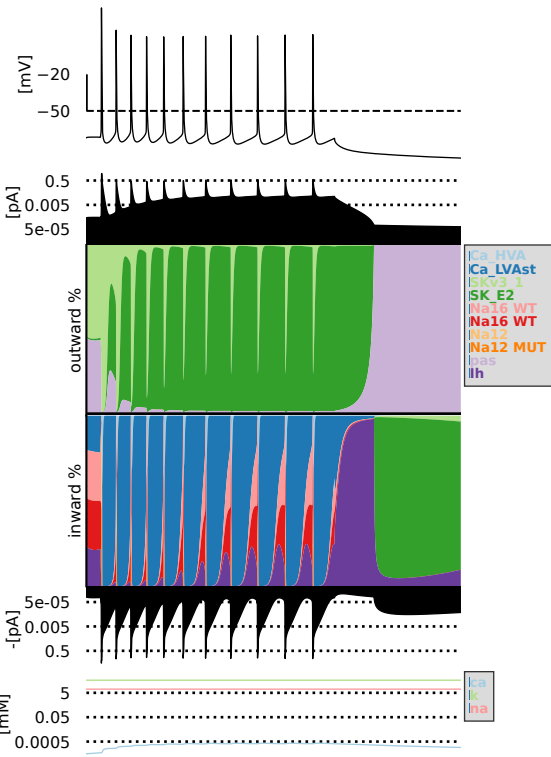 [mV]
−20
−50
[pA]
0.5
0.005
5e-05
outward %
Ca_HVA
Ca_LVAst
SKv3_1
SK_E2
Na16 WT
Na16 WT
Na12
Na12 MUT
pas
Ih
inward %
-[pA]
5e-05
0.005
0.5
[mM]
5
0.05
0.0005
ca
k
na